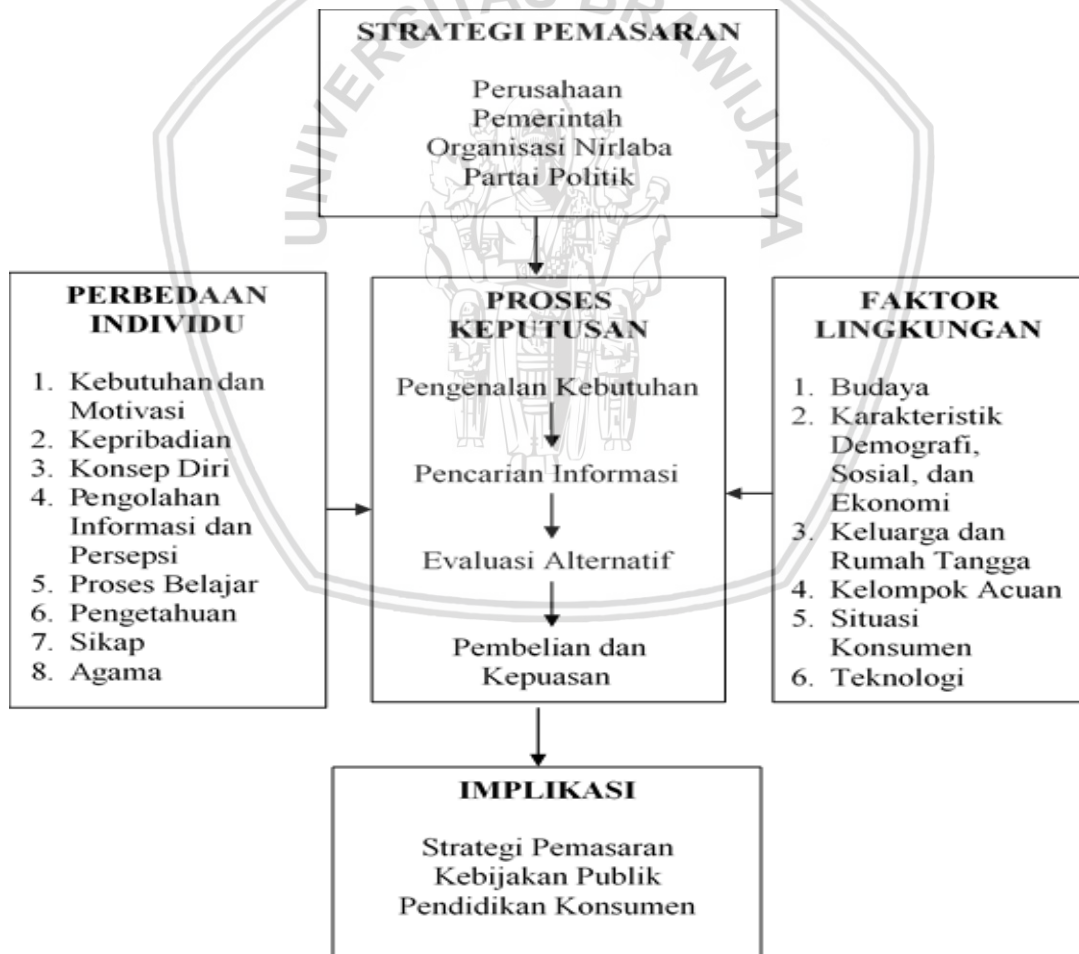 UNIVERSITAS BRAWIJAYA
STRATEGI PEMASARAN
Perusahaan
Pemerintah
Organisasi Nirlaba
Partai Politik
PERBEDAAN
INDIVIDU
1. Kebutuhan dan
Motivasi
2. Kepribadian
3. Konsep Diri
4. Pengolahan
Informasi dan
Persepsi
5. Proses Belajar
6. Pengetahuan
7. Sikap
8. Agama
PROSES
KEPUTUSAN
Pengenalan Kebutuhan
Pencarian Informasi
Evaluasi Alternatif
Pembelian dan
Kepuasan
FAKTOR
LINGKUNGAN
1. Budaya
2. Karakteristik
Demografi,
Sosial, dan
Ekonomi
3. Keluarga dan
Rumah Tangga
4. Kelompok Acuan
5. Situasi
Konsumen
6. Teknologi
IMPLIKASI
Strategi Pemasaran
Kebijakan Publik
Pendidikan Konsumen